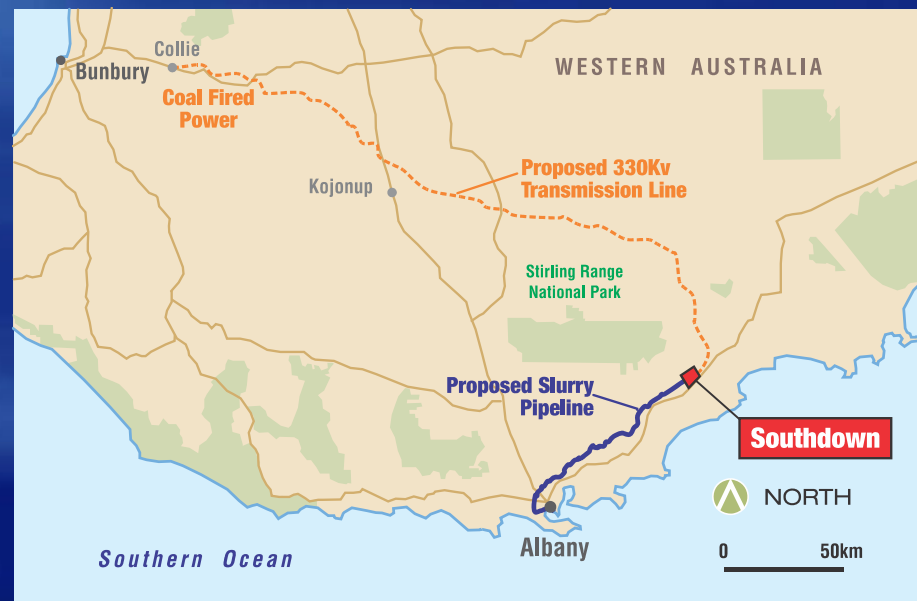 Collie
Bunbury
WESTERN AUSTRALIA
Coal Fired
Power
Proposed 330Kv
Transmission Line
Kojonup
Stirling Range
National Park
Proposed Slurry
Pipeline
Southdown
NORTH
Albany
0 50km
Southern Ocean